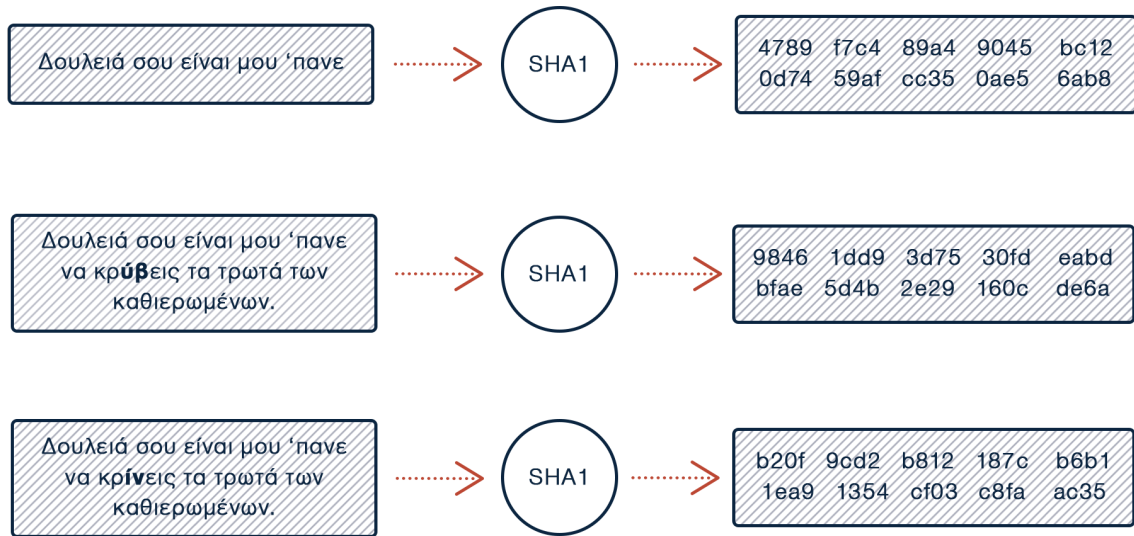 Δουλειά σου είναι μου ‘πανε
SHA1
4789 f7c4 89a4 9045 bc12
0d74 59af cc35 0ae5 6ab8
Δουλειά σου είναι μου ‘πανε
να κρύβεις τα τρωτά των
καθιερωμένων.
SHA1
9846 1dd9 3d75 30fd eabd
bfae 5d4b 2e29 160c de6a
Δουλειά σου είναι μου ‘πανε
να κρίνεις τα τρωτά των
καθιερωμένων.
SHA1
b20f 9cd2 b812 187c b6b1
1ea9 1354 cf03 c8fa ac35